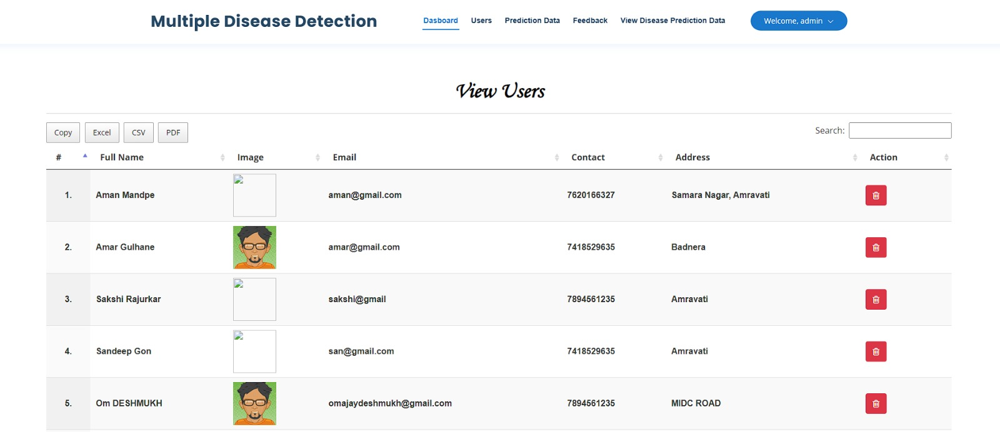 Multiple Disease Detection Dasboard Users Prediction Data Feedback View Disease Prediction Data Welcome, admin
View Users
Copy Excel CSV PDF Search:
# Full Name Image Email Contact Address Action
1. Aman Mandpe aman@gmail.com 7620166327 Samara Nagar, Amravati
2. Amar Gulhane amar@gmail.com 7418529635 Badnera
3. Sakshi Rajurkar sakshi@gmail 7894561235 Amravati
4. Sandeep Gon san@gmail.com 7418529635 Amravati
5. Om DESHMUKH omajaydeshmukh@gmail.com 7894561235 MIDC ROAD